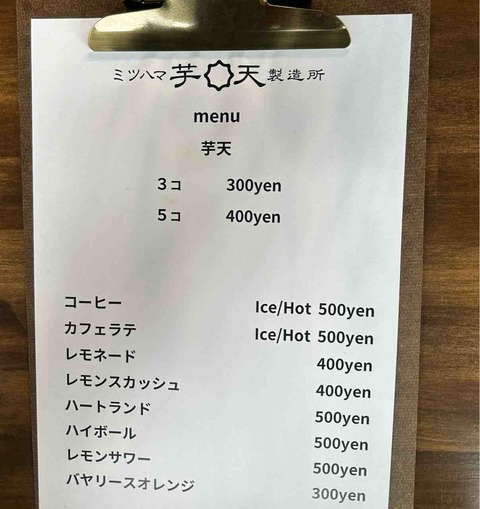 ミツハマ 芋天 製造所
menu
芋天
3コ 300yen
5コ 400yen
コーヒー Ice/Hot 500yen
カフェラテ Ice/Hot 500yen
レモネード 400yen
レモンスカッシュ 400yen
ハートランド 500yen
ハイボール 500yen
レモンサワー 500yen
バヤリースオレンジ 300yen